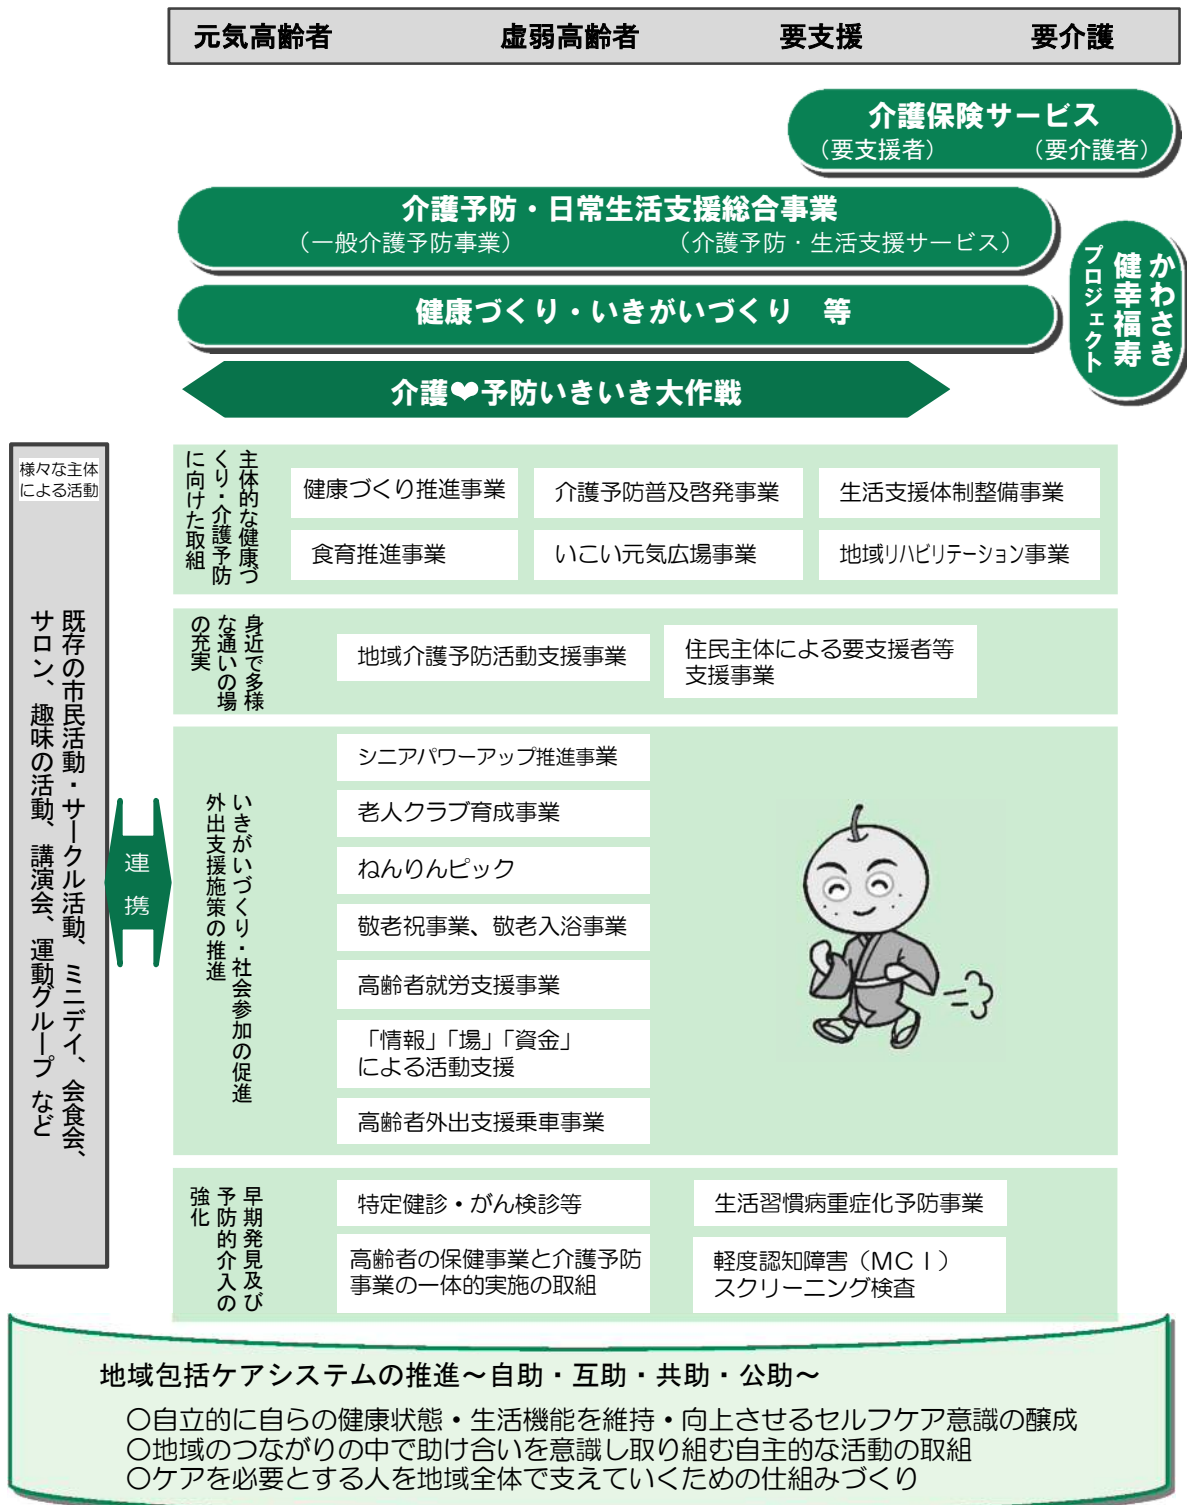 元気高齢者 虚弱高齢者 要支援 要介護
介護保険サービス
（要支援者） （要介護者）
介護予防・日常生活支援総合事業
（一般介護予防事業） （介護予防・生活支援サービス）
健康づくり・いきがいづくり 等
かわさき
健幸福寿
プロジェクト
介護❤予防いきいき大作戦
様々な主体
による活動
既存の市民活動・サークル活動、ミニデイ、会食会、
サロン、趣味の活動、講演会、運動グループ など
連携
主体的な健康づ
くり・介護予防
に向けた取組
健康づくり推進事業
介護予防普及啓発事業
生活支援体制整備事業
食育推進事業
いこい元気広場事業
地域リハビリテーション事業
身近で多様
な通いの場
の充実
地域介護予防活動支援事業
住民主体による要支援者等
支援事業
いきがいづくり・社会参加の促進
外出支援施策の推進
シニアパワーアップ推進事業
老人クラブ育成事業
ねんりんピック
敬老祝事業、敬老入浴事業
高齢者就労支援事業
「情報」「場」「資金」
による活動支援
高齢者外出支援乗車事業
早期発見及び
予防的介入の
強化
特定健診・がん検診等
生活習慣病重症化予防事業
高齢者の保健事業と介護予防
事業の一体的実施の取組
軽度認知障害（ＭＣＩ）
スクリーニング検査
地域包括ケアシステムの推進～自助・互助・共助・公助～
〇自立的に自らの健康状態・生活機能を維持・向上させるセルフケア意識の醸成
〇地域のつながりの中で助け合いを意識し取り組む自主的な活動の取組
〇ケアを必要とする人を地域全体で支えていくための仕組みづくり